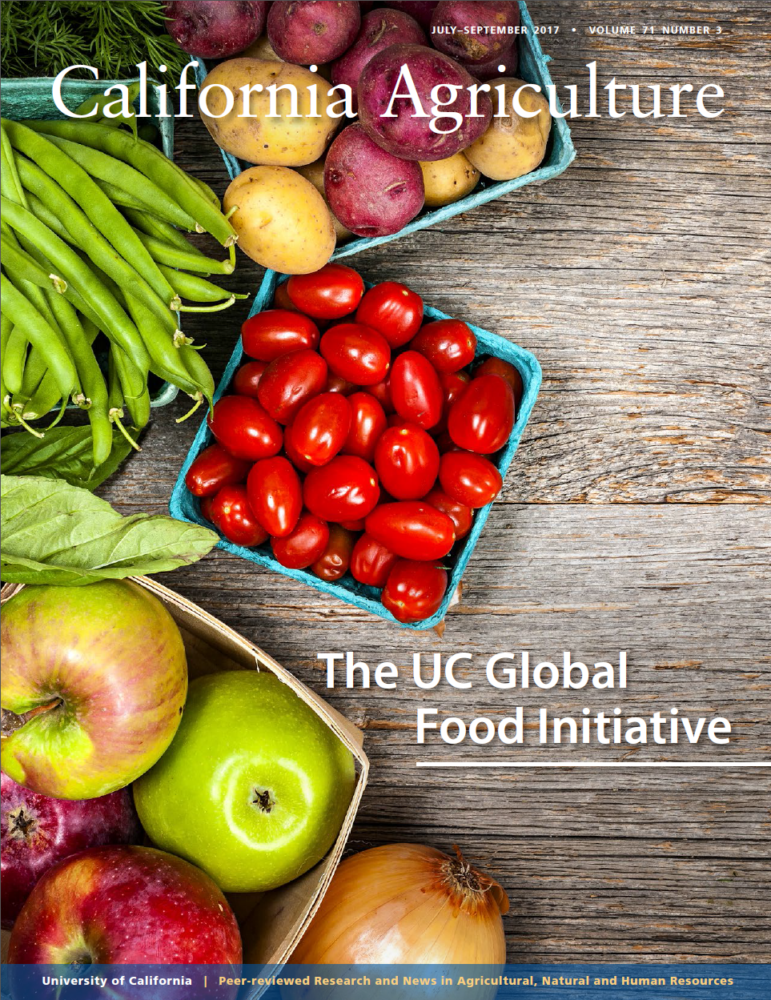 JULY–SEPTEMBER 2017 • VOLUME 71 NUMBER 3
California Agriculture
The UC Global
Food Initiative
University of California | Peer-reviewed Research and News in Agricultural, Natural and Human Resources